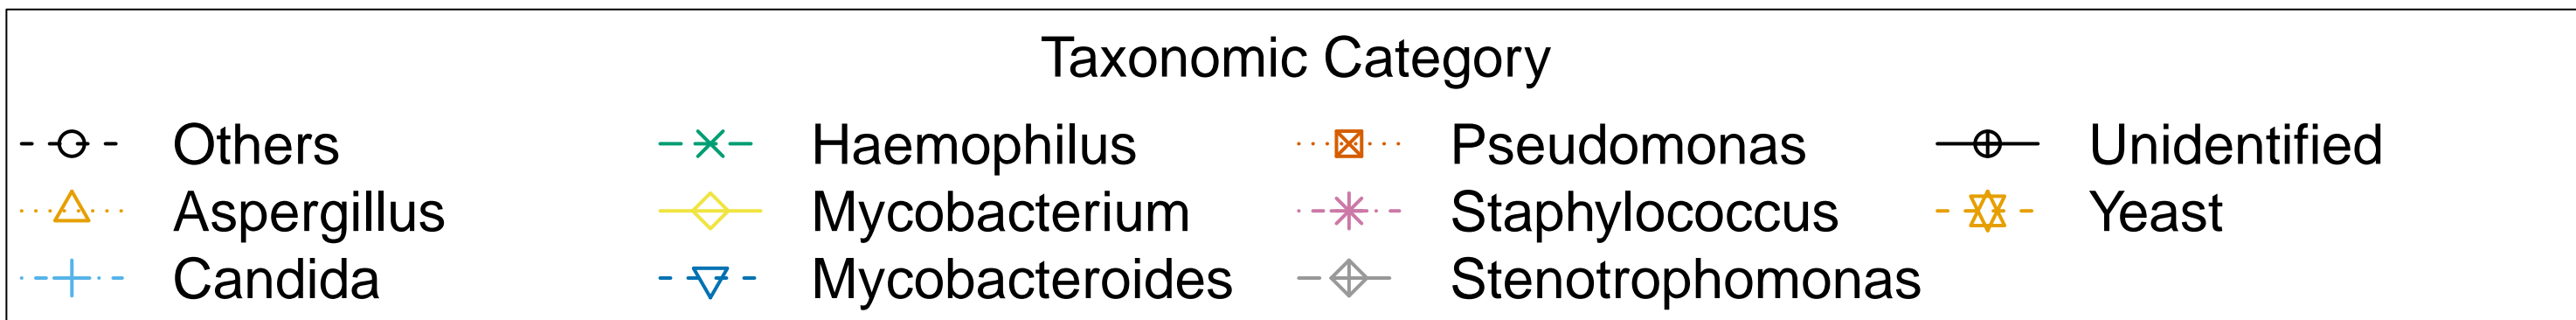 Taxonomic Category
Others
Haemophilus
Pseudomonas
Unidentified
Aspergillus
Mycobacterium
Staphylococcus
Yeast
Candida
Mycobacteroides
Stenotrophomonas